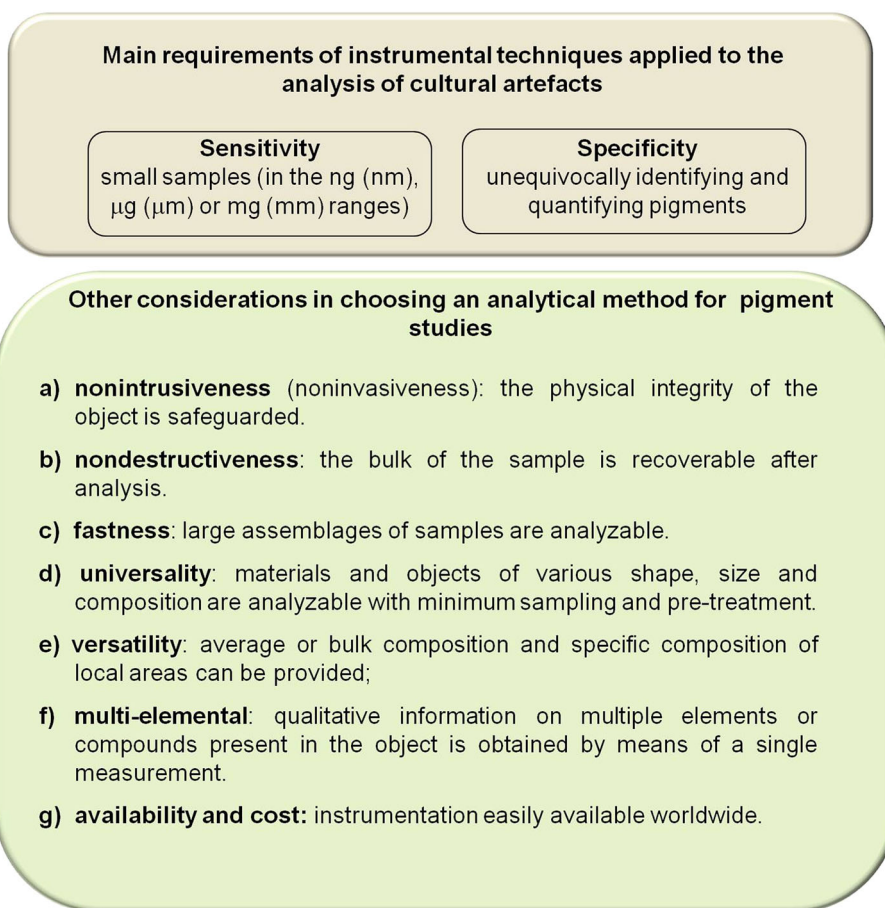 Main requirements of instrumental techniques applied to the
analysis of cultural artefacts
Sensitivity
small samples (in the ng (nm),
μg (μm) or mg (mm) ranges)
Specificity
unequivocally identifying and
quantifying pigments
Other considerations in choosing an analytical method for pigment
studies
a) nonintrusiveness (noninvasiveness): the physical integrity of the
object is safeguarded.
b) nondestructiveness: the bulk of the sample is recoverable after
analysis.
c) fastness: large assemblages of samples are analyzable.
d) universality: materials and objects of various shape, size and
composition are analyzable with minimum sampling and pre-treatment.
e) versatility: average or bulk composition and specific composition of
local areas can be provided;
f) multi-elemental: qualitative information on multiple elements or
compounds present in the object is obtained by means of a single
measurement.
g) availability and cost: instrumentation easily available worldwide.